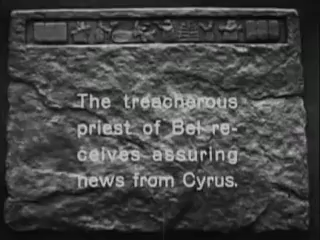 The treacherous
priest of Bel re-
ceives assuring
news from Cyrus.